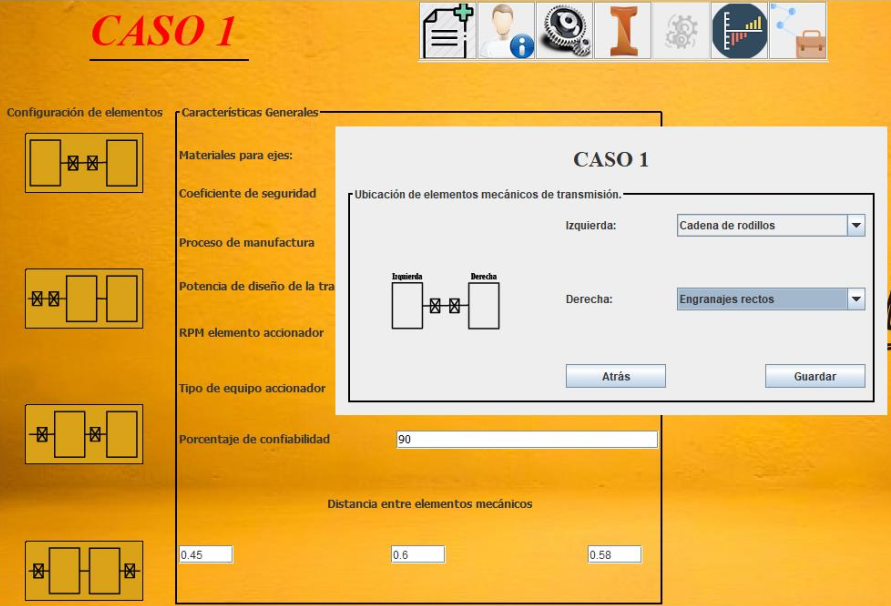 CASO 1
Configuración de elementos
Características Generales
Materiales para ejes:
CASO 1
Coeficiente de seguridad
Ubicación de elementos mecánicos de transmisión.
Izquierda:
Cadena de rodillos
Proceso de manufactura
Izquierda
Derecha
Potencia de diseño de la tra
Derecha:
Engranajes rectos
RPM elemento accionador
Atrás
Guardar
Tipo de equipo accionador
Porcentaje de confiabilidad
90
Distancia entre elementos mecánicos
0.45
0.6
0.58